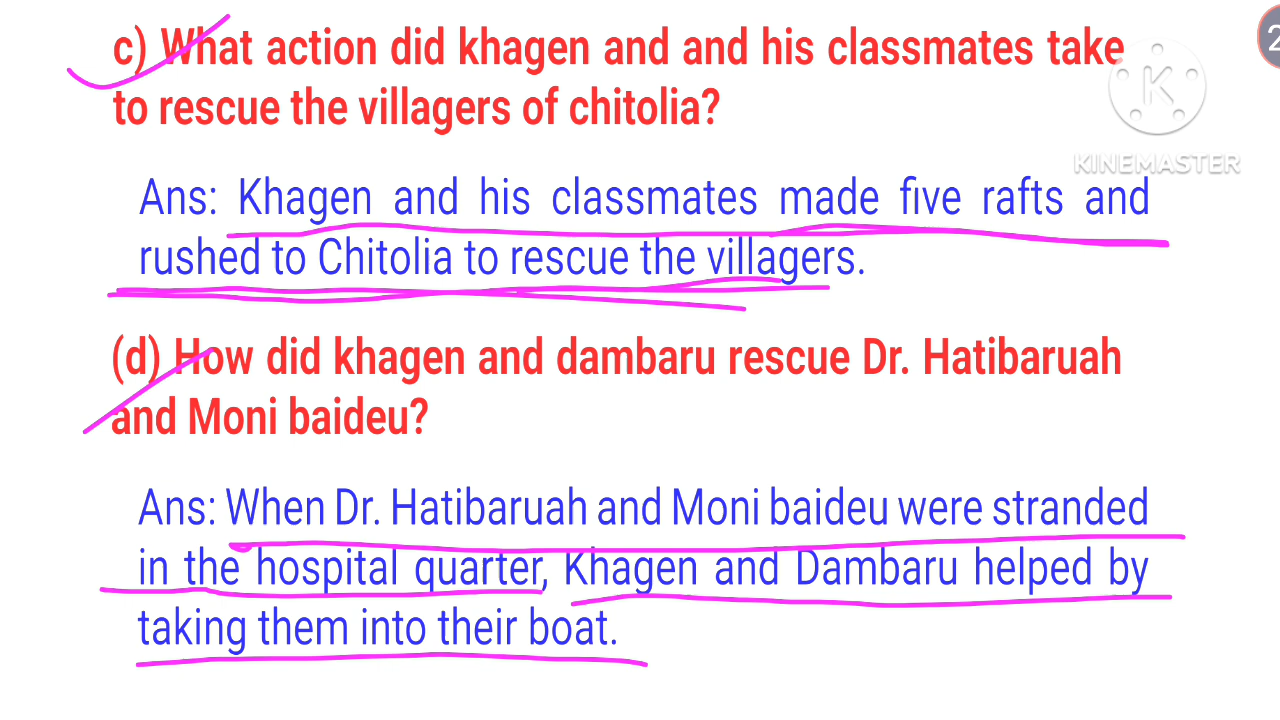 c) What action did khagen and and his classmates take
to rescue the villagers of chitolia?
K
KINEMASTER
2
Ans: Khagen and his classmates made five rafts and
rushed to Chitolia to rescue the villagers.
(d) How did khagen and dambaru rescue Dr. Hatibaruah
and Moni baideu?
Ans: When Dr. Hatibaruah and Moni baideu were stranded
in the hospital quarter, Khagen and Dambaru helped by
taking them into their boat.